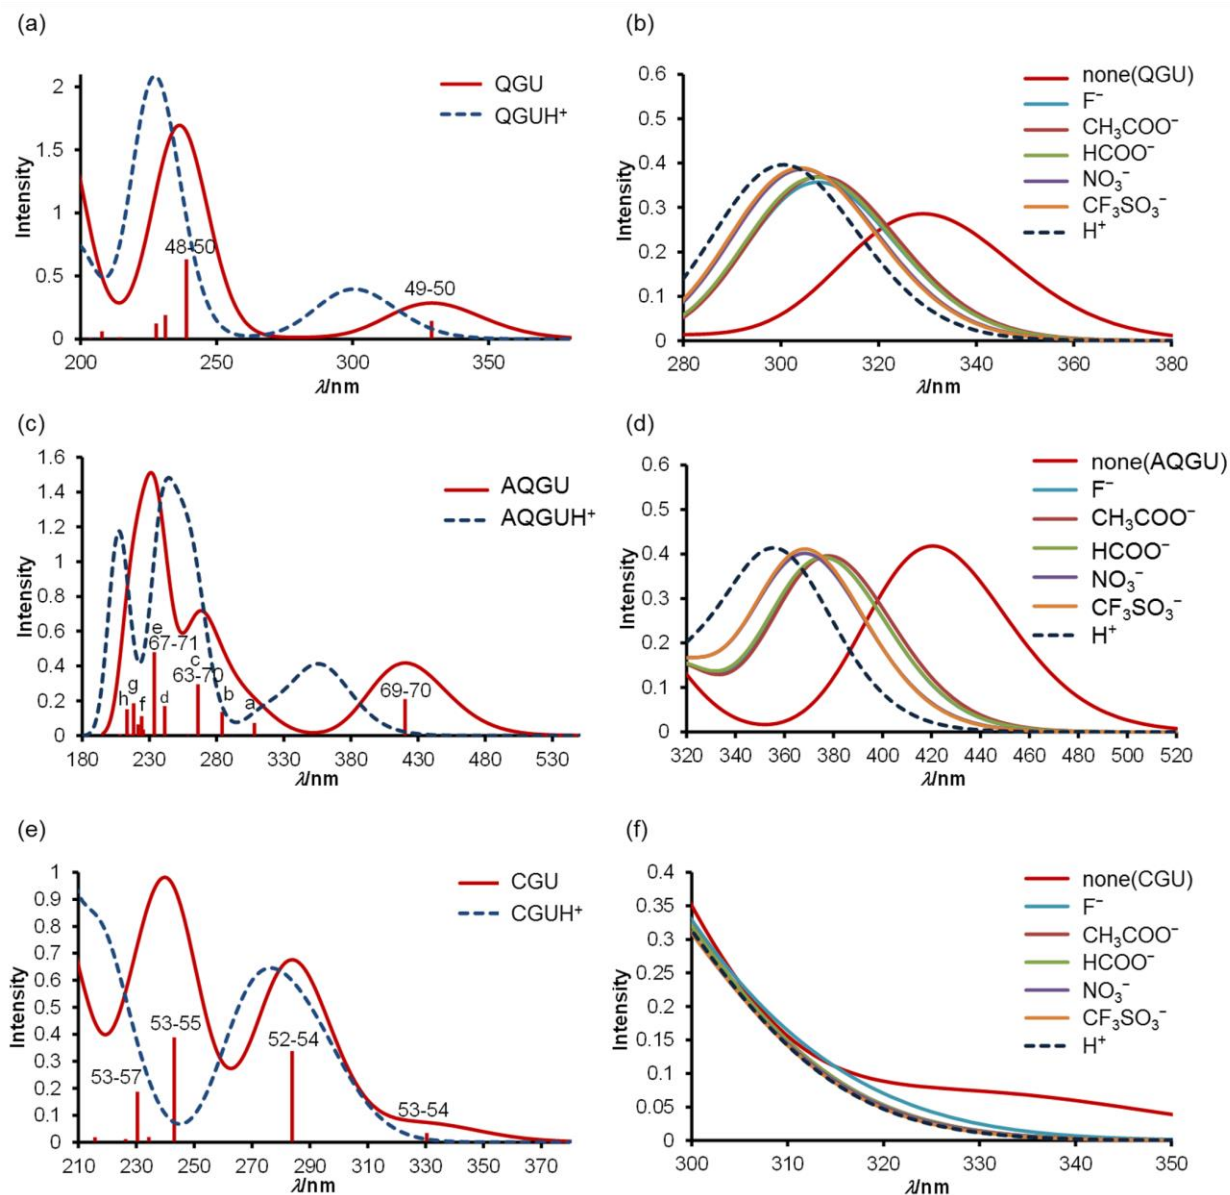 (a)
Intensity
2
1.5
1
0.5
0
200
250
300
350
λ/nm
48-50
49-50
QGU
QGUH⁺
(b)
Intensity
0.6
0.5
0.4
0.3
0.2
0.1
0
280
300
320
340
360
380
λ/nm
none(QGU)
F⁻
CH₃COO⁻
HCOO⁻
NO₃⁻
CF₃SO₃⁻
H⁺
(c)
Intensity
1.6
1.4
1.2
1
0.8
0.6
0.4
0.2
0
180
230
280
330
380
430
480
530
λ/nm
h
g
f
e
67-71
d
c
63-70
b
a
69-70
AQGU
AQGUH⁺
(d)
Intensity
0.6
0.5
0.4
0.3
0.2
0.1
0
320
340
360
380
400
420
440
460
480
500
520
λ/nm
none(AQGU)
F⁻
CH₃COO⁻
HCOO⁻
NO₃⁻
CF₃SO₃⁻
H⁺
(e)
Intensity
1
0.9
0.8
0.7
0.6
0.5
0.4
0.3
0.2
0.1
0
210
230
250
270
290
310
330
350
370
λ/nm
53-57
53-55
52-54
53-54
CGU
CGUH⁺
(f)
Intensity
0.4
0.35
0.3
0.25
0.2
0.15
0.1
0.05
0
300
310
320
330
340
350
λ/nm
none(CGU)
F⁻
CH₃COO⁻
HCOO⁻
NO₃⁻
CF₃SO₃⁻
H⁺